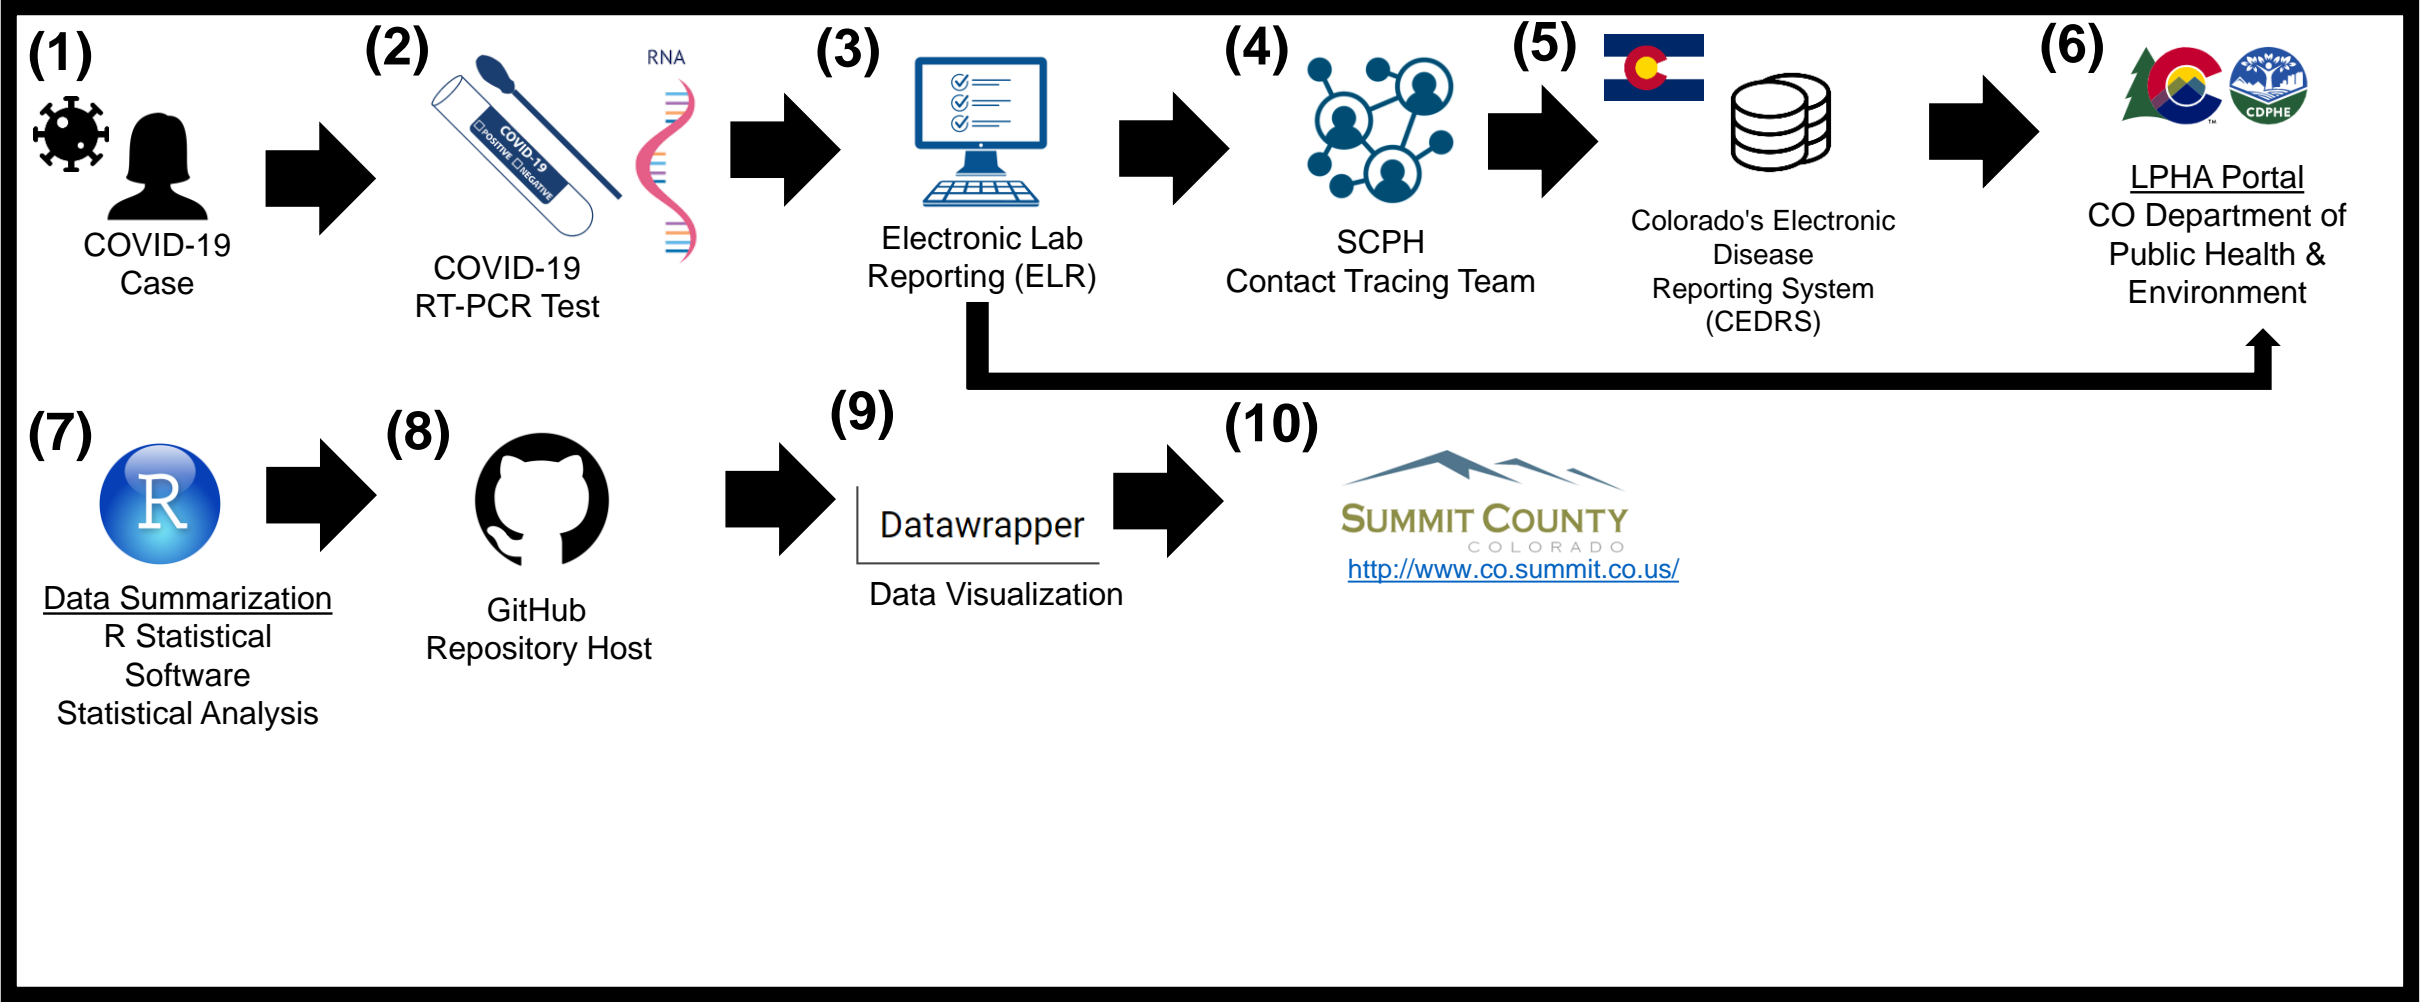 (1)
COVID-19
Case
(2)
RNA
COVID-19
□ POSITIVE □ NEGATIVE
COVID-19
RT-PCR Test
(3)
Electronic Lab
Reporting (ELR)
(4)
SCPH
Contact Tracing Team
(5)
Colorado's Electronic
Disease
Reporting System
(CEDRS)
(6)
TM
CDPHE
LPHA Portal
CO Department of
Public Health &
Environment
(7)
R
Data Summarization
R Statistical
Software
Statistical Analysis
(8)
GitHub
Repository Host
(9)
Datawrapper
Data Visualization
(10)
SUMMIT COUNTY
COLORADO
http://www.co.summit.co.us/